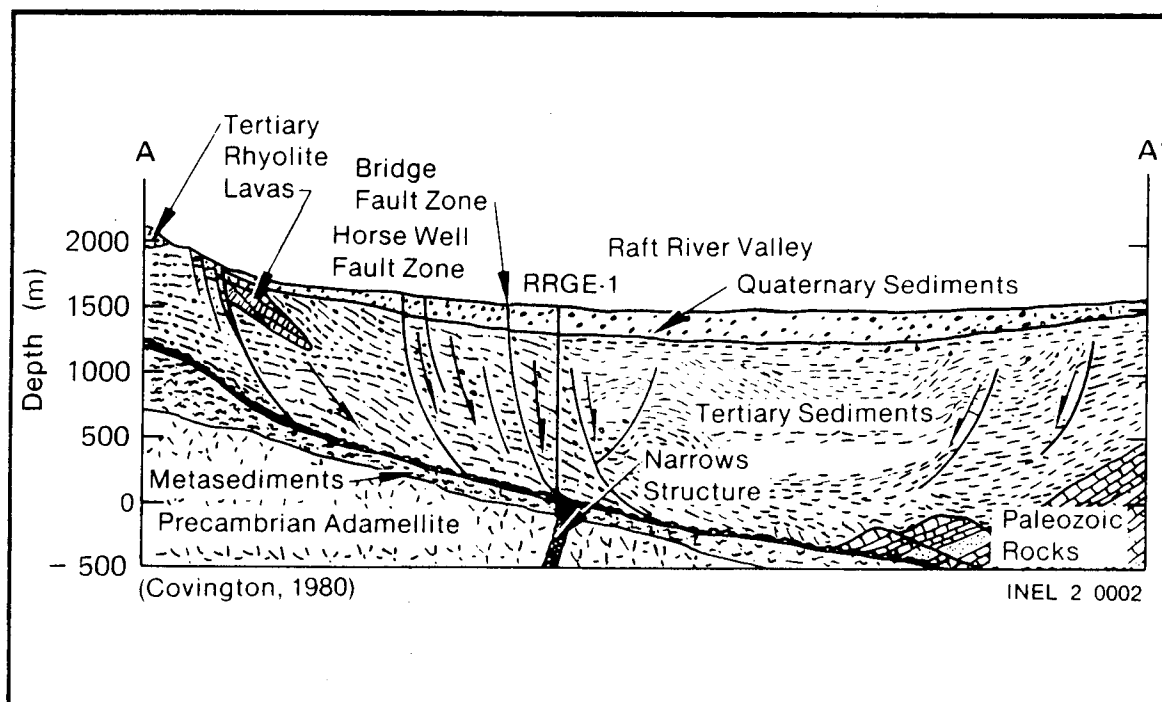 Tertiary
Rhyolite
Lavas
A
A'
Bridge
Fault Zone
Horse Well
Fault Zone
Raft River Valley
RRGE-1
Quaternary Sediments
Depth (m)
2000
1500
1000
500
0
- 500
Tertiary Sediments
Narrows
Structure
Metasediments
Precambrian Adamellite
Paleozoic
Rocks
(Covington, 1980)
INEL 2 0002